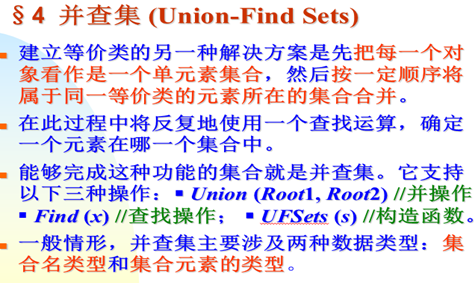 §4 并查集 (Union-Find Sets)
建立等价类的另一种解决方案是先把每一个对
象看作是一个单元素集合，然后按一定顺序将
属于同一等价类的元素所在的集合合并。
在此过程中将反复地使用一个查找运算，确定
一个元素在哪一个集合中。
能够完成这种功能的集合就是并查集。它支持
以下三种操作：▪ Union (Root1, Root2) //并操作；
▪ Find (x) //查找操作； ▪ UFSets (s) //构造函数。
一般情形，并查集主要涉及两种数据类型：集
合名类型和集合元素的类型。